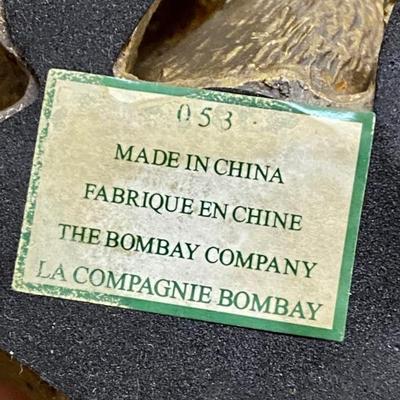 053
MADE IN CHINA
FABRIQUE EN CHINE
THE BOMBAY COMPANY
LA COMPAGNIE BOMBAY